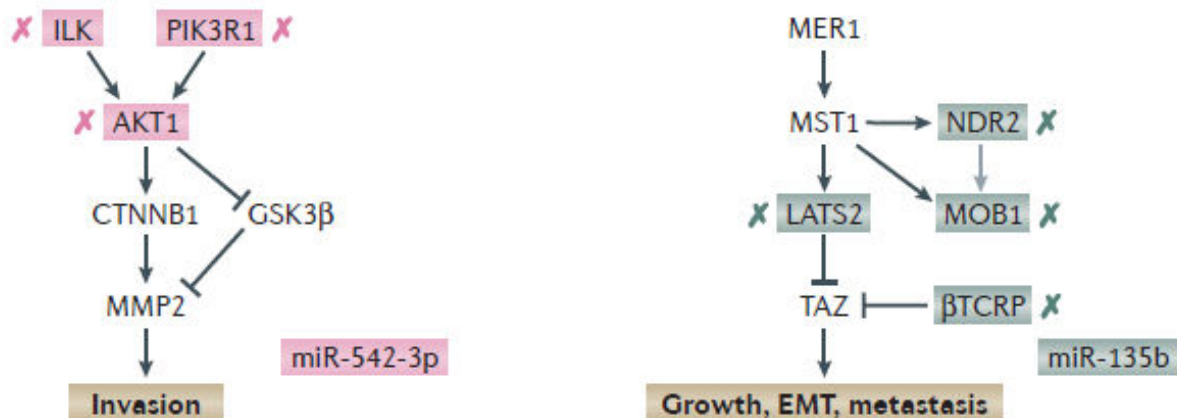 ✗ ILK
PIK3R1 ✗
✗ AKT1
CTNNB1
GSK3β
MMP2
miR-542-3p
Invasion
MER1
MST1
NDR2 ✗
✗ LATS2
MOB1 ✗
TAZ
βTCRP ✗
miR-135b
Growth, EMT, metastasis